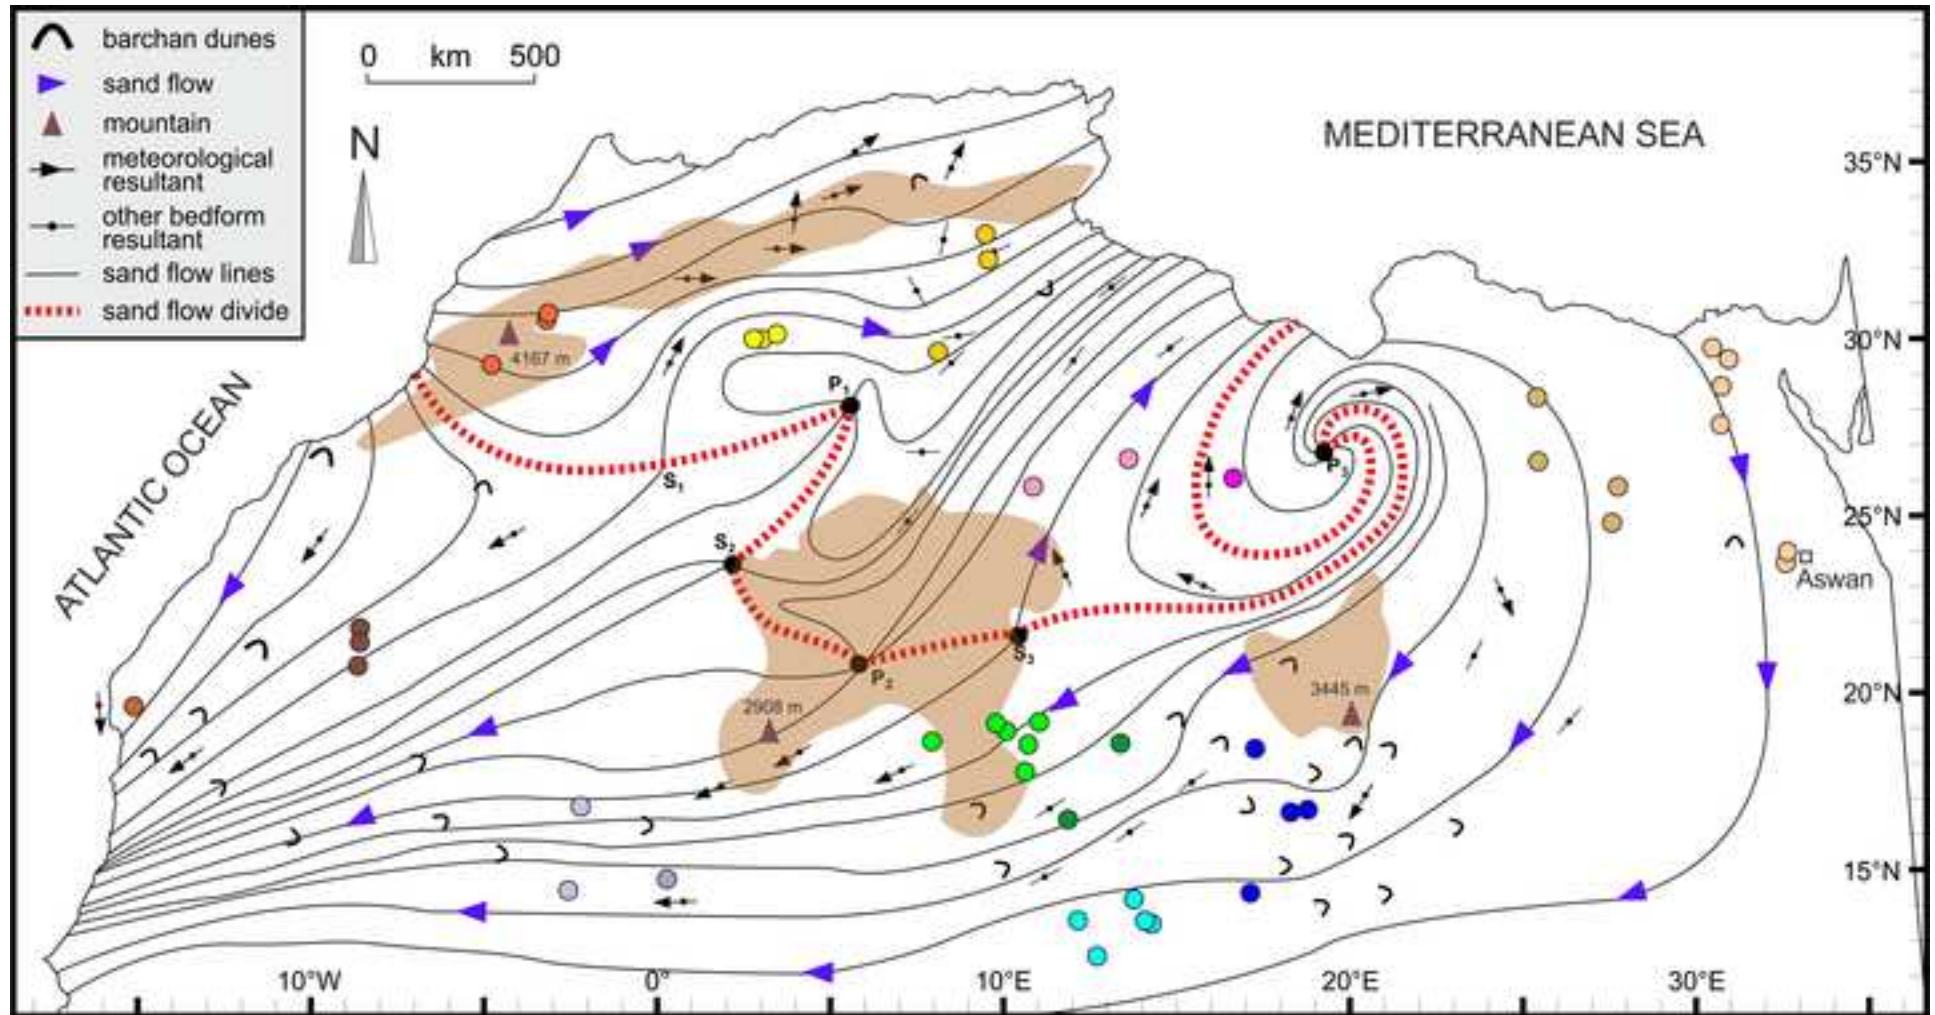 barchan dunes
sand flow
mountain
meteorological
resultant
other bedform
resultant
sand flow lines
sand flow divide
0 km 500
N
MEDITERRANEAN SEA
ATLANTIC OCEAN
35°N
30°N
25°N
20°N
15°N
4167 m
P1
S1
P3
S2
Aswan
S3
P2
3445 m
2908 m
10°W
0°
10°E
20°E
30°E